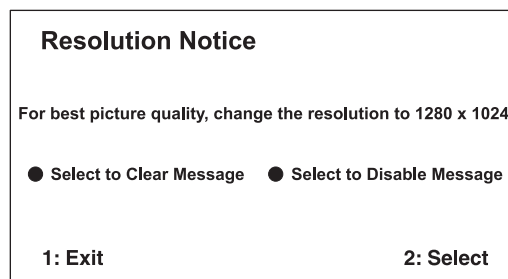 Resolution Notice
For best picture quality, change the resolution to 1280 x 1024
● Select to Clear Message ● Select to Disable Message
1: Exit 2: Select